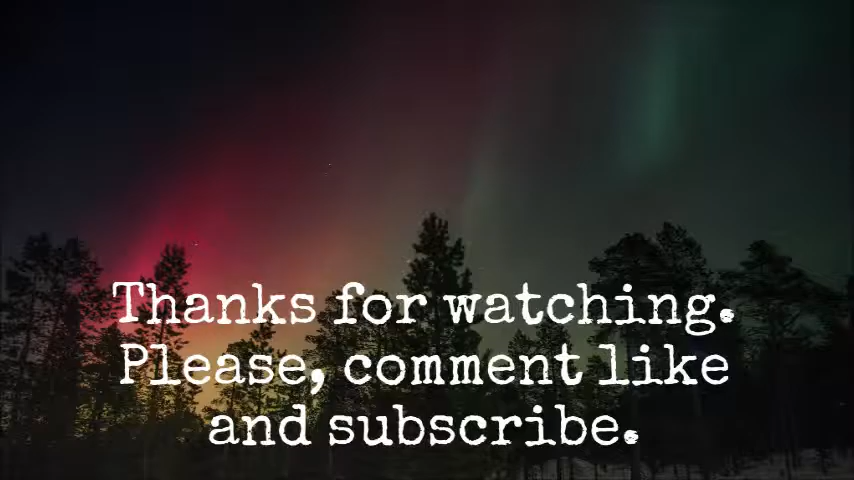 Thanks for watching.
Please, comment like
and subscribe.